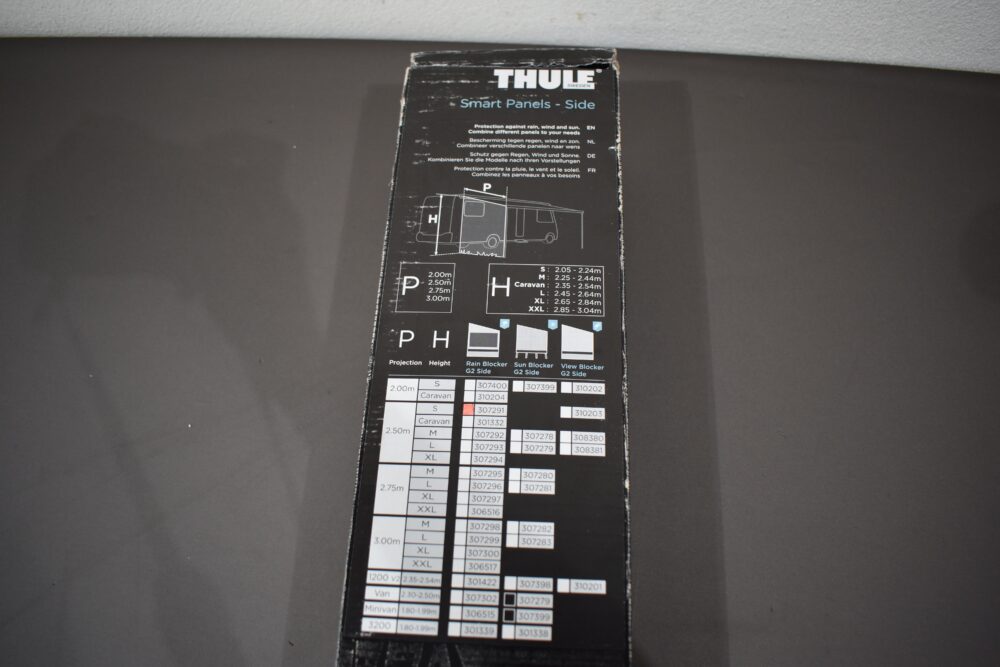 THULE®
SWEDEN
Smart Panels - Side
Protection against rain, wind and sun. EN
Combine different panels to your needs
Bescherming tegen regen, wind en zon. NL
Combineer verschillende panelen naar wens
Schutz gegen Regen, Wind und Sonne. DE
Kombinieren Sie die Modelle nach Ihren Vorstellungen
Protection contre la pluie, le vent et le soleil. FR
Combinez les panneaux à vos besoins
P
H
P
2.00m
2.50m
2.75m
3.00m
H
S : 2.05 - 2.24m
M : 2.25 - 2.44m
Caravan : 2.35 - 2.54m
L : 2.45 - 2.64m
XL : 2.65 - 2.84m
XXL : 2.85 - 3.04m
P H
Projection Height Rain Blocker G2 Side Sun Blocker G2 Side View Blocker G2 Side
2.00m S 307400 307399 310202
Caravan 310204
2.50m S 307291 310203
Caravan 301332
M 307292 307278 308380
L 307293 307279 308381
XL 307294
2.75m M 307295 307280
L 307296 307281
XL 307297
XXL 306516
3.00m M 307298 307282
L 307299 307283
XL 307300
XXL 306517
1200 v2 2.35-2.54m 301422 307398 310201
Van 2.30-2.50m 307302 307279
Minivan 1.80-1.99m 306515 307399
3200 1.80-1.99m 301339 301338